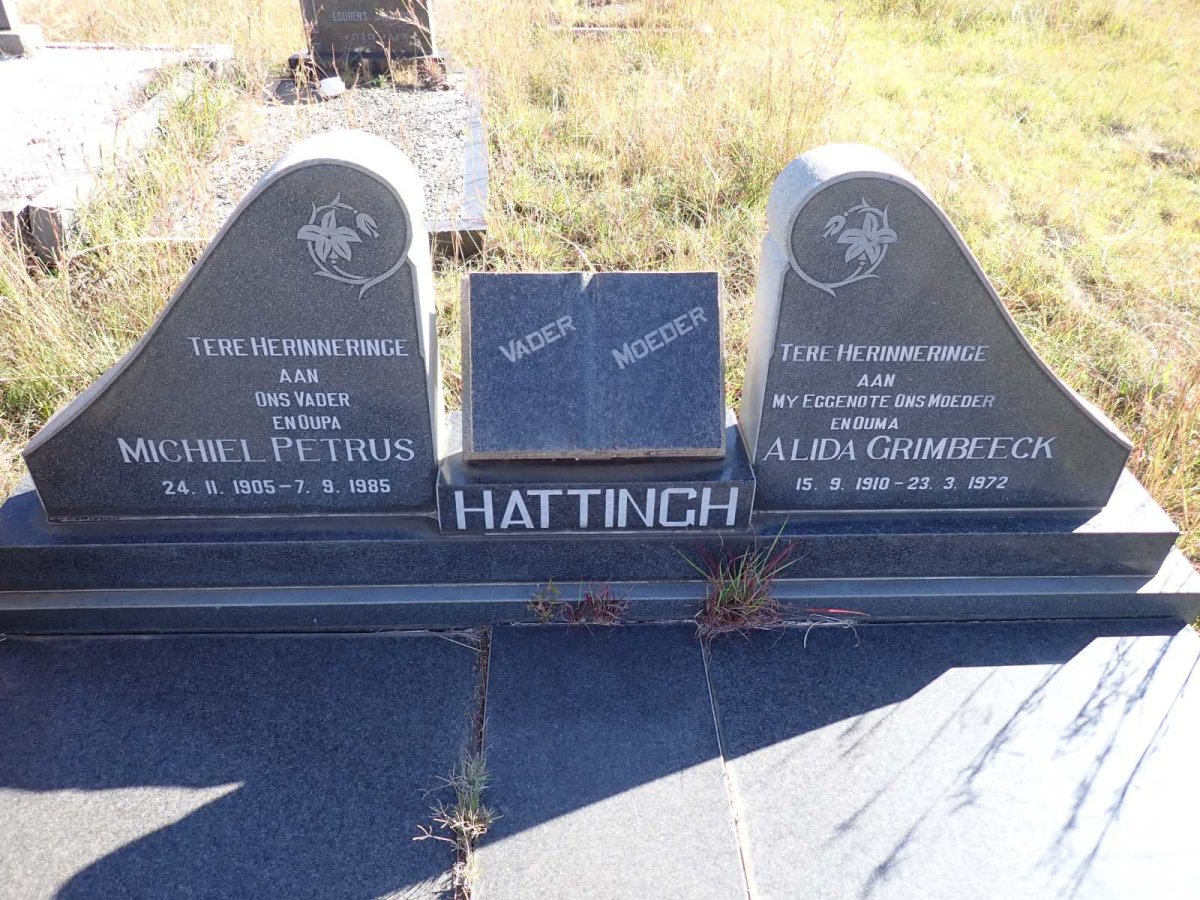 LOURENS
TERE HERINNERINGE
AAN
ONS VADER
EN OUPA
MICHIEL PETRUS
24. 11. 1905 – 7. 9. 1985
VADER
MOEDER
HATTINGH
TERE HERINNERINGE
AAN
MY EGGENOTE ONS MOEDER
EN OUMA
ALIDA GRIMBEECK
15. 9. 1910 – 23. 3. 1972